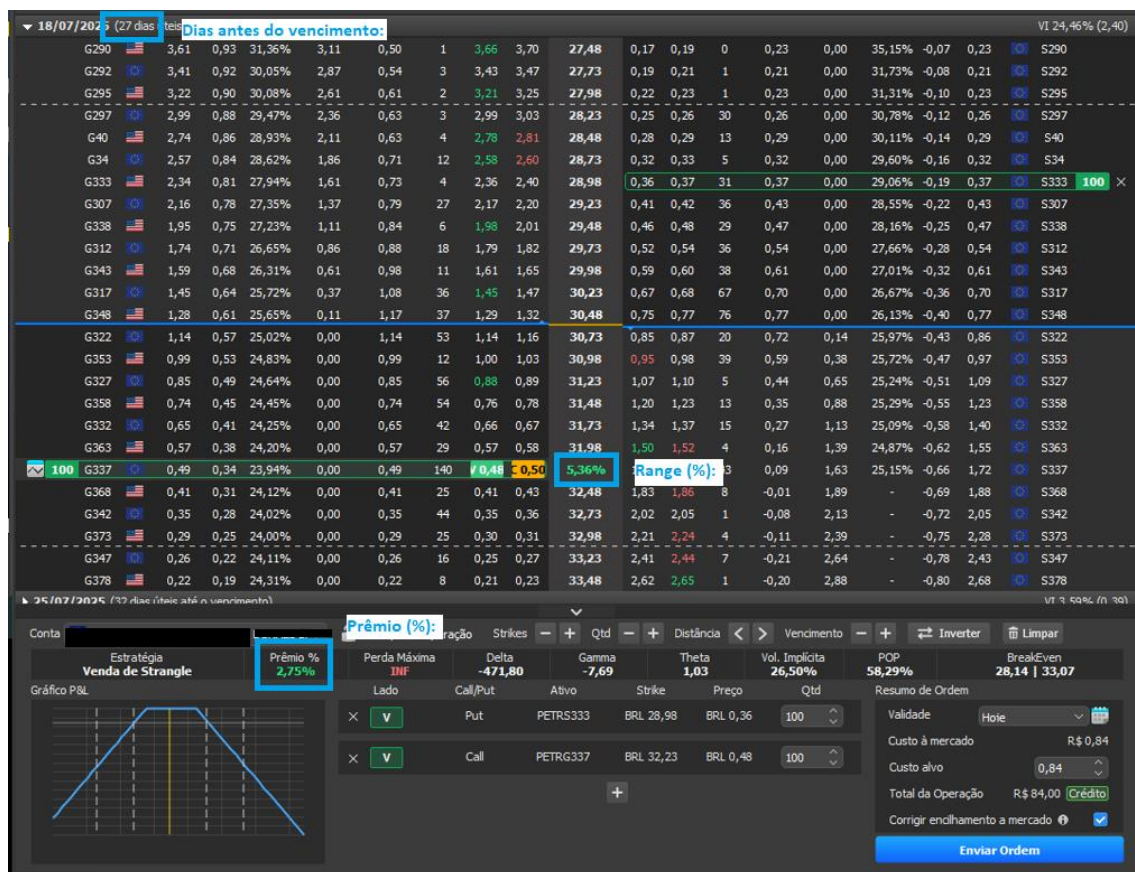 18/07/2025 (27 dias úteis Dias antes do vencimento: VI 24,46% (2,40)
G290 3,61 0,93 31,36% 3,11 0,50 1 3,66 3,70 27,48 0,17 0,19 0 0,23 0,00 35,15% -0,07 0,23 S290
G292 3,41 0,92 30,05% 2,87 0,54 3 3,43 3,47 27,73 0,19 0,21 1 0,21 0,00 31,73% -0,08 0,21 S292
G295 3,22 0,90 30,08% 2,61 0,61 2 3,21 3,25 27,98 0,22 0,23 1 0,23 0,00 31,31% -0,10 0,23 S295
G297 2,99 0,88 29,47% 2,36 0,63 3 2,99 3,03 28,23 0,25 0,26 30 0,26 0,00 30,78% -0,12 0,26 S297
G40 2,74 0,86 28,93% 2,11 0,63 4 2,78 2,81 28,48 0,28 0,29 13 0,29 0,00 30,11% -0,14 0,29 S40
G34 2,57 0,84 28,62% 1,86 0,71 12 2,58 2,60 28,73 0,32 0,33 5 0,32 0,00 29,60% -0,16 0,32 S34
G333 2,34 0,81 27,94% 1,61 0,73 4 2,36 2,40 28,98 0,36 0,37 31 0,37 0,00 29,06% -0,19 0,37 S333 100 ×
G307 2,16 0,78 27,35% 1,37 0,79 27 2,17 2,20 29,23 0,41 0,42 36 0,43 0,00 28,55% -0,22 0,43 S307
G338 1,95 0,75 27,23% 1,11 0,84 6 1,98 2,01 29,48 0,46 0,48 29 0,47 0,00 28,16% -0,25 0,47 S338
G312 1,74 0,71 26,65% 0,86 0,88 18 1,79 1,82 29,73 0,52 0,54 36 0,54 0,00 27,66% -0,28 0,54 S312
G343 1,59 0,68 26,31% 0,61 0,98 11 1,61 1,65 29,98 0,59 0,60 38 0,61 0,00 27,01% -0,32 0,61 S343
G317 1,45 0,64 25,72% 0,37 1,08 36 1,45 1,47 30,23 0,67 0,68 67 0,70 0,00 26,67% -0,36 0,70 S317
G348 1,28 0,61 25,65% 0,11 1,17 37 1,29 1,32 30,48 0,75 0,77 76 0,77 0,00 26,13% -0,40 0,77 S348
G322 1,14 0,57 25,02% 0,00 1,14 53 1,14 1,16 30,73 0,85 0,87 20 0,72 0,14 25,97% -0,43 0,86 S322
G353 0,99 0,53 24,83% 0,00 0,99 12 1,00 1,03 30,98 0,95 0,98 39 0,59 0,38 25,72% -0,47 0,97 S353
G327 0,85 0,49 24,64% 0,00 0,85 56 0,88 0,89 31,23 1,07 1,10 5 0,44 0,65 25,24% -0,51 1,09 S327
G358 0,74 0,45 24,45% 0,00 0,74 54 0,76 0,78 31,48 1,20 1,23 13 0,35 0,88 25,29% -0,55 1,23 S358
G332 0,65 0,41 24,25% 0,00 0,65 42 0,66 0,67 31,73 1,34 1,37 15 0,27 1,13 25,09% -0,58 1,40 S332
G363 0,57 0,38 24,20% 0,00 0,57 29 0,57 0,58 31,98 1,50 1,52 4 0,16 1,39 24,87% -0,62 1,55 S363
100 G337 0,49 0,34 23,94% 0,00 0,49 140 V 0,48 C 0,50 5,36% Range (%): 0,09 1,63 25,15% -0,66 1,72 S337
G368 0,41 0,31 24,12% 0,00 0,41 25 0,41 0,43 32,48 1,83 1,86 8 -0,01 1,89 - -0,69 1,88 S368
G342 0,35 0,28 24,02% 0,00 0,35 44 0,35 0,36 32,73 2,02 2,05 1 -0,08 2,13 - -0,72 2,05 S342
G373 0,29 0,25 24,00% 0,00 0,29 25 0,30 0,31 32,98 2,21 2,24 4 -0,11 2,39 - -0,75 2,28 S373
G347 0,26 0,22 24,11% 0,00 0,26 16 0,25 0,27 33,23 2,41 2,44 7 -0,21 2,64 - -0,78 2,43 S347
G378 0,22 0,19 24,31% 0,00 0,22 8 0,21 0,23 33,48 2,62 2,65 1 -0,20 2,88 - -0,80 2,68 S378
25/07/2025 (32 dias úteis até o vencimento) VI 3,59% (0,39)
Conta Prêmio (%): Strikes − + Qtd − + Distância < > Vencimento − + Inverter Limpar
Estratégia Prêmio % Perda Máxima Delta Gamma Theta Vol. Implícita POP BreakEven
Venda de Strangle 2,75% INF -471,80 -7,69 1,03 26,50% 58,29% 28,14 | 33,07
Gráfico P&L Lado Call/Put Ativo Strike Preço Qtd Resumo de Ordem
× V Put PETRS333 BRL 28,98 BRL 0,36 100
× V Call PETRG337 BRL 32,23 BRL 0,48 100
+
Validade Hoje
Custo à mercado R$ 0,84
Custo alvo 0,84
Total da Operação R$ 84,00 Crédito
Corrigir encilhamento a mercado
Enviar Ordem